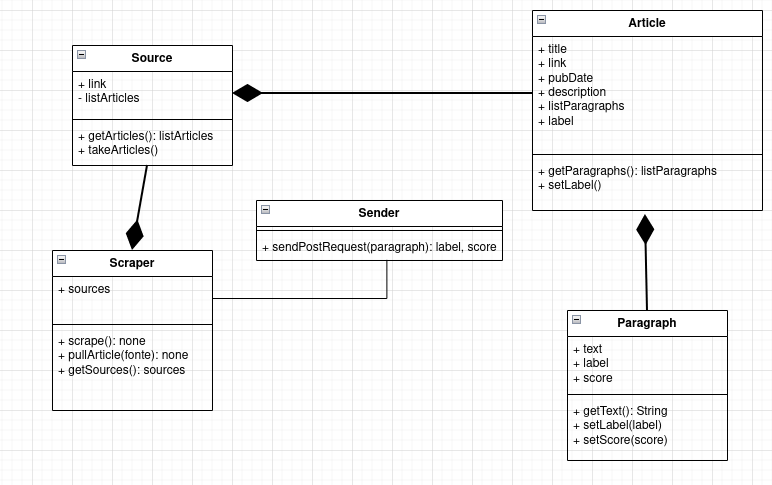 Source
+ link
- listArticles
+ getArticles(): listArticles
+ takeArticles()
Article
+ title
+ link
+ pubDate
+ description
+ listParagraphs
+ label
+ getParagraphs(): listParagraphs
+ setLabel()
Sender
+ sendPostRequest(paragraph): label, score
Scraper
+ sources
+ scrape(): none
+ pullArticle(fonte): none
+ getSources(): sources
Paragraph
+ text
+ label
+ score
+ getText(): String
+ setLabel(label)
+ setScore(score)